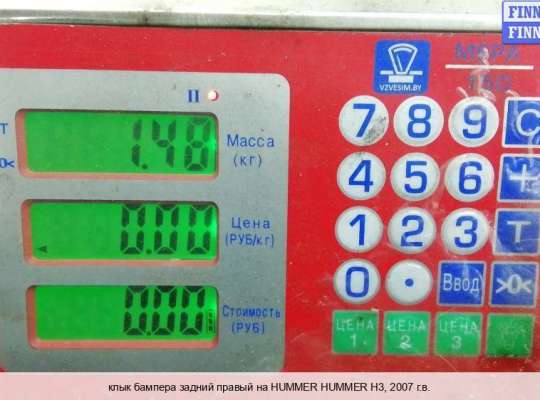 FINN
FINN
VZVESIM.BY
II
Т
1.48
Масса
(кг)
0.00
Цена
(РУБ/кг)
0.00
Стоимость
(РУБ)
7 8 9 C
4 5 6 +
1 2 3 T
0 . Ввод >0<
ЦЕНА 1 ЦЕНА 2 ЦЕНА 3
клык бампера задний правый на HUMMER HUMMER H3, 2007 г.в.